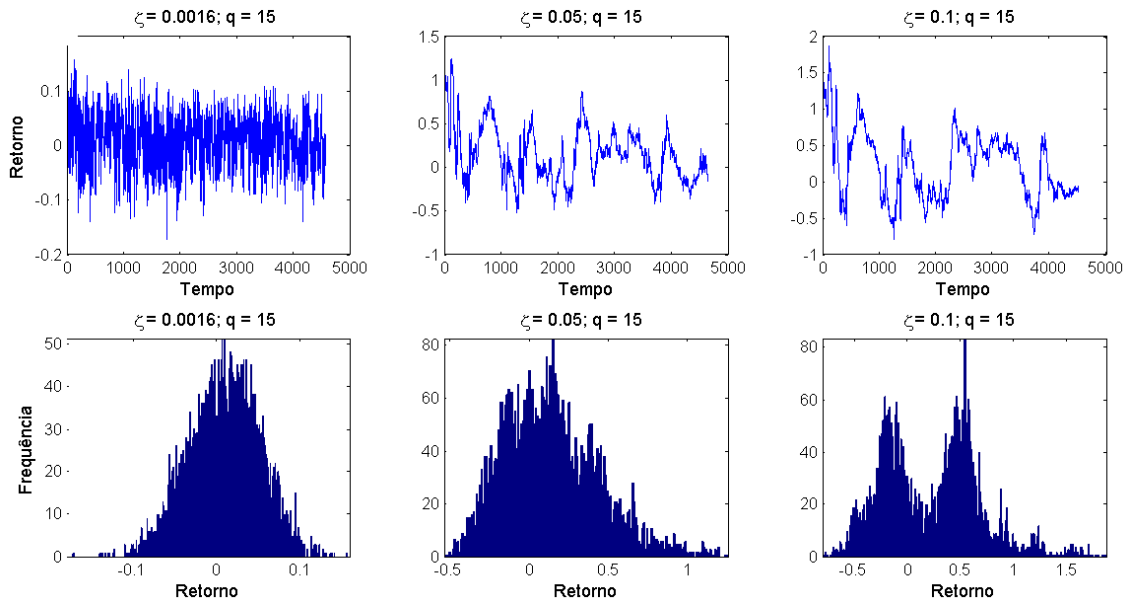 ζ = 0.0016; q = 15
ζ = 0.05; q = 15
ζ = 0.1; q = 15
Retorno
0.1
0
-0.1
-0.2
0 1000 2000 3000 4000 5000
Tempo
1.5
1
0.5
0
-0.5
-1
0 1000 2000 3000 4000 5000
Tempo
2
1.5
1
0.5
0
-0.5
-1
0 1000 2000 3000 4000 5000
Tempo
ζ = 0.0016; q = 15
ζ = 0.05; q = 15
ζ = 0.1; q = 15
Frequência
50
40
30
20
10
0
-0.1 0 0.1
Retorno
80
60
40
20
0
-0.5 0 0.5 1
Retorno
80
60
40
20
0
-0.5 0 0.5 1 1.5
Retorno